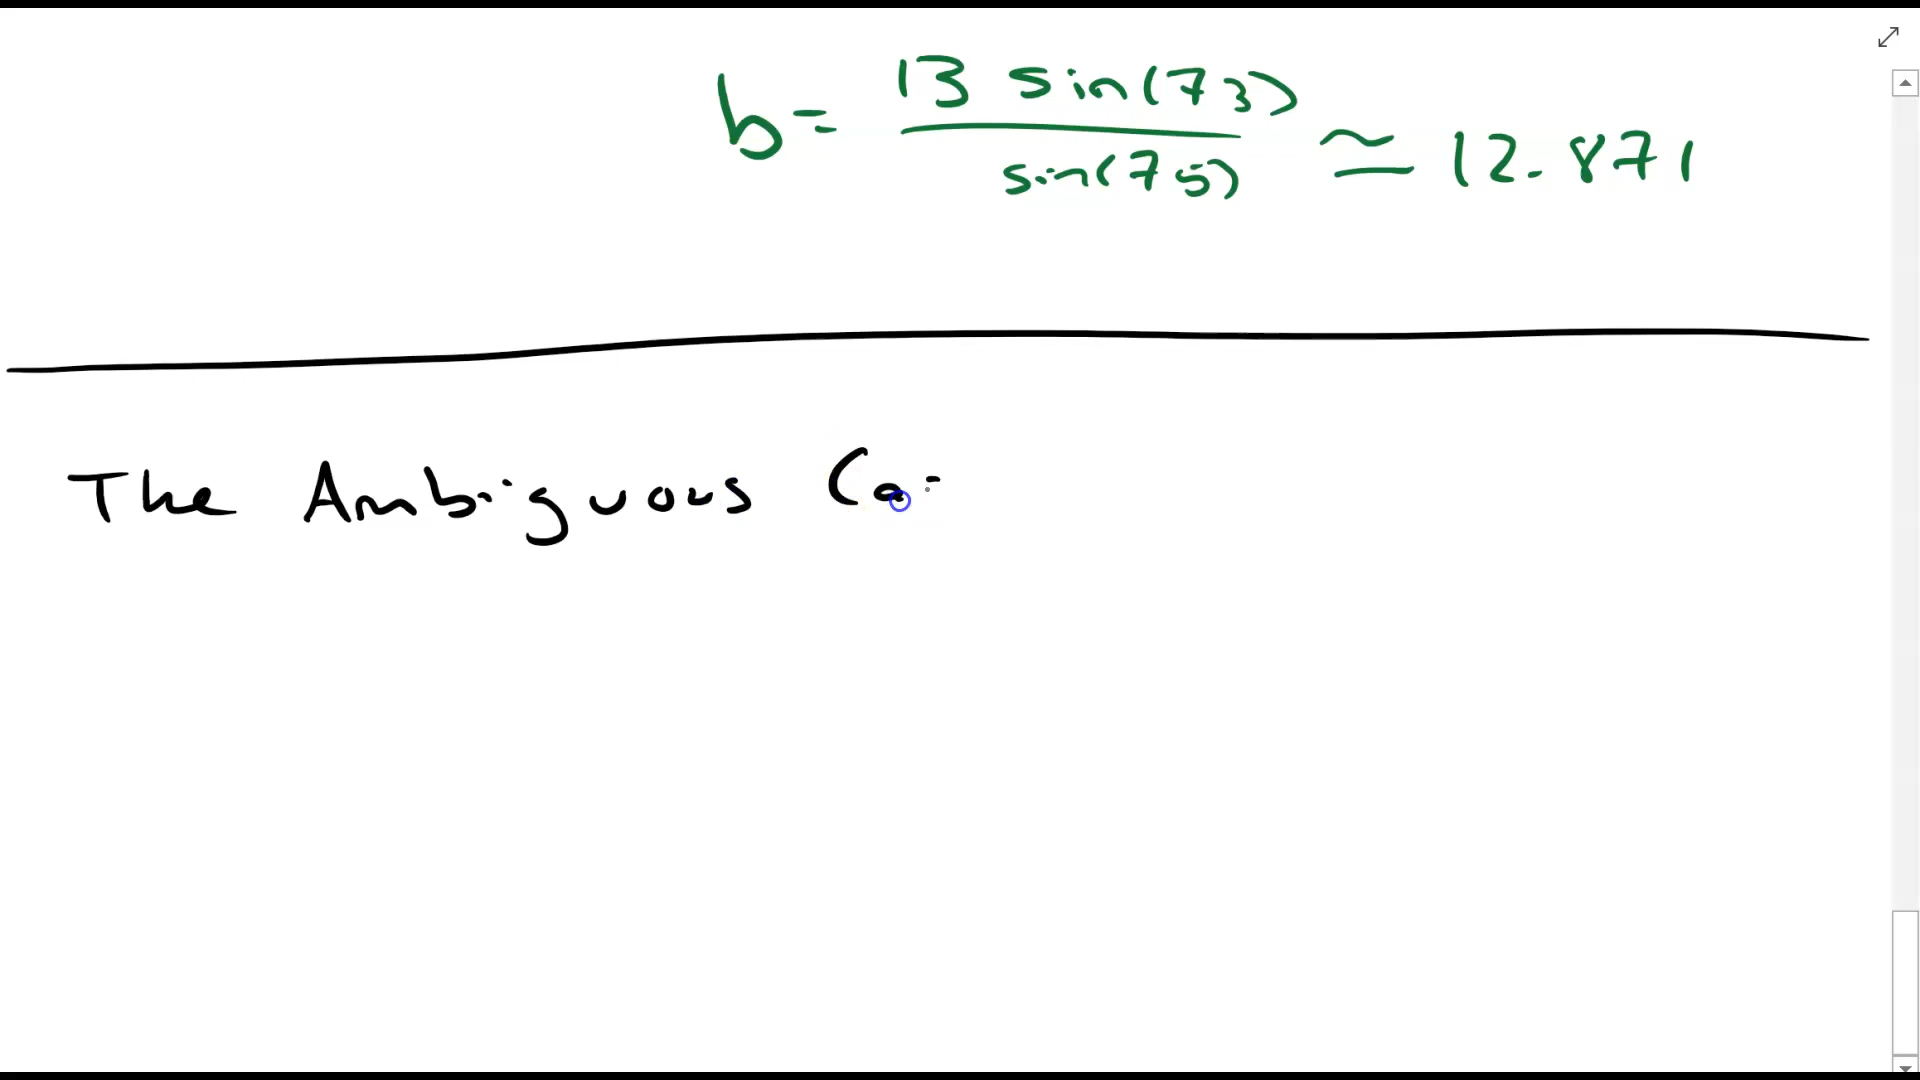 b = 13 sin(73) / sin(75) ≃ 12.871
The Ambiguous Ca